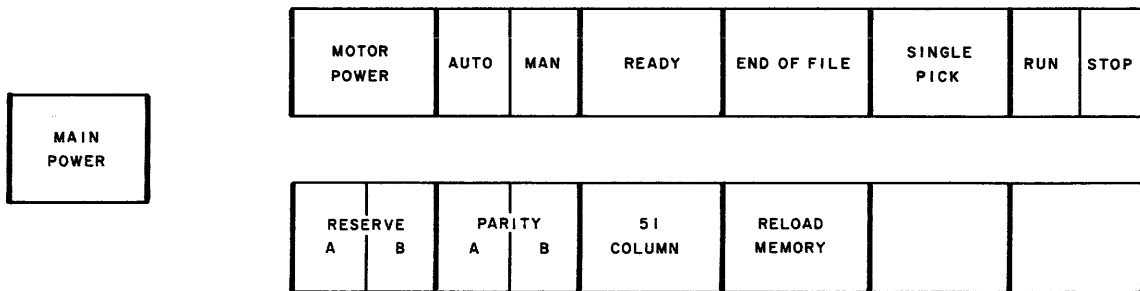 MOTOR
POWER
AUTO
MAN
READY
END OF FILE
SINGLE
PICK
RUN
STOP
MAIN
POWER
RESERVE
A B
PARITY
A B
51
COLUMN
RELOAD
MEMORY